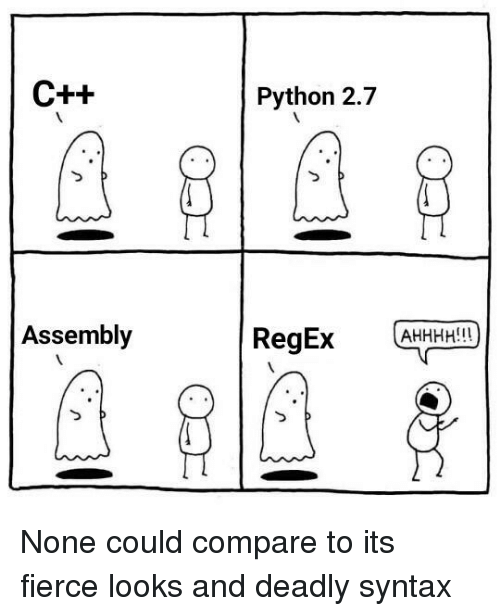 C++
Python 2.7
Assembly
RegEx
AHHHH!!!
None could compare to its
fierce looks and deadly syntax